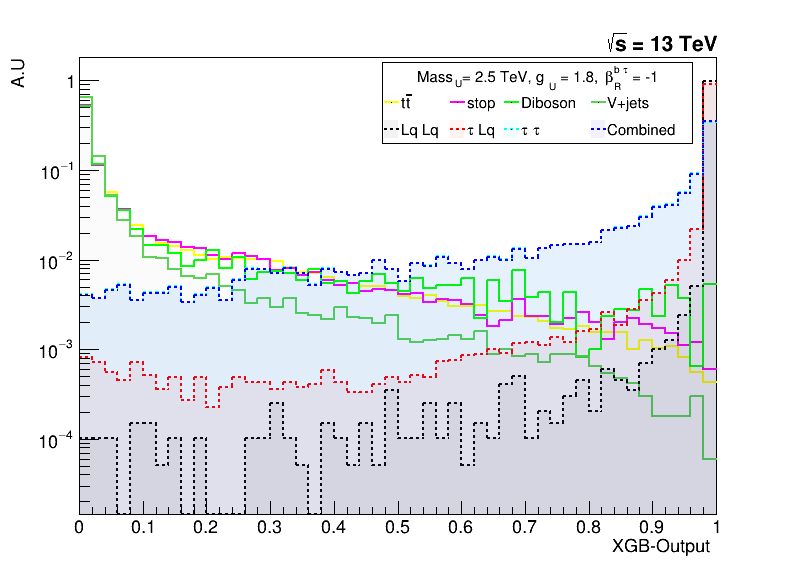 √s = 13 TeV
A.U
Mass_U = 2.5 TeV, g_U = 1.8, β_R^{b τ} = -1
tt̄ stop Diboson V+jets
Lq Lq τ Lq τ τ Combined
1
10⁻¹
10⁻²
10⁻³
10⁻⁴
0 0.1 0.2 0.3 0.4 0.5 0.6 0.7 0.8 0.9 1
XGB-Output